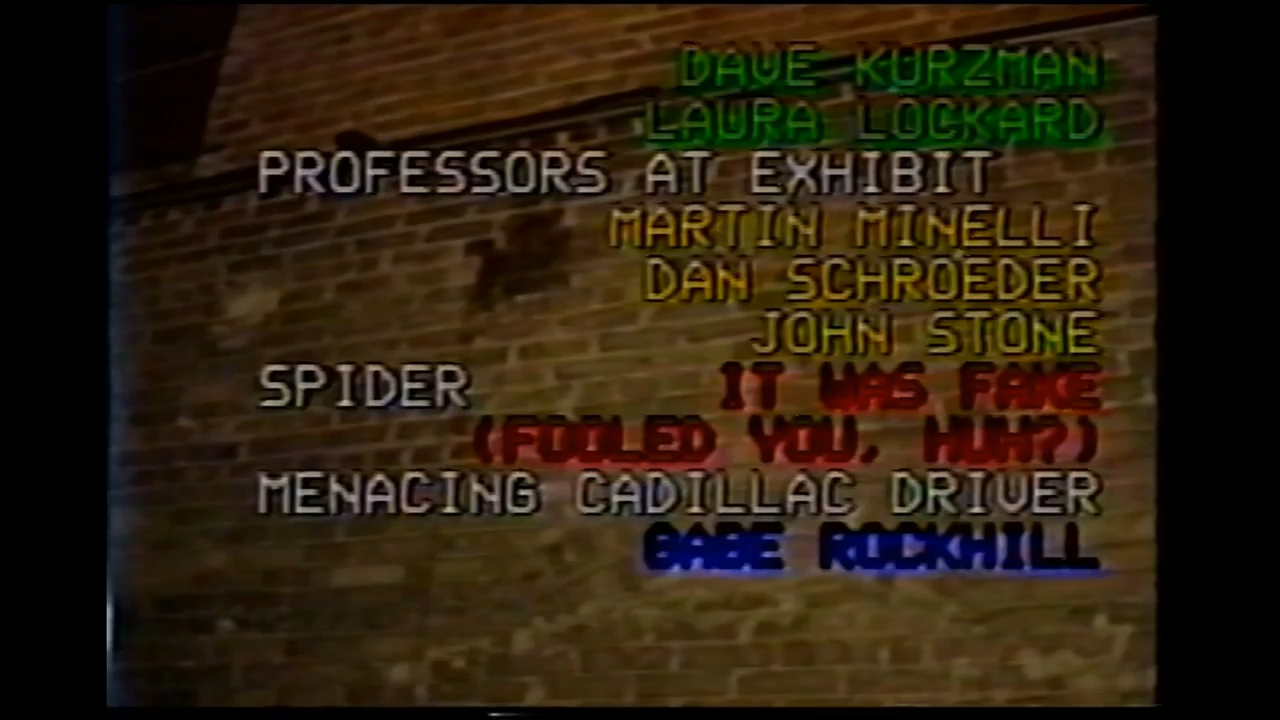 DAVE KURZMAN
LAURA LOCKARD
PROFESSORS AT EXHIBIT
MARTIN MINELLI
DAN SCHROEDER
JOHN STONE
SPIDER IT WAS FAKE
(FOOLED YOU, HUH?)
MENACING CADILLAC DRIVER
GABE ROCKHILL